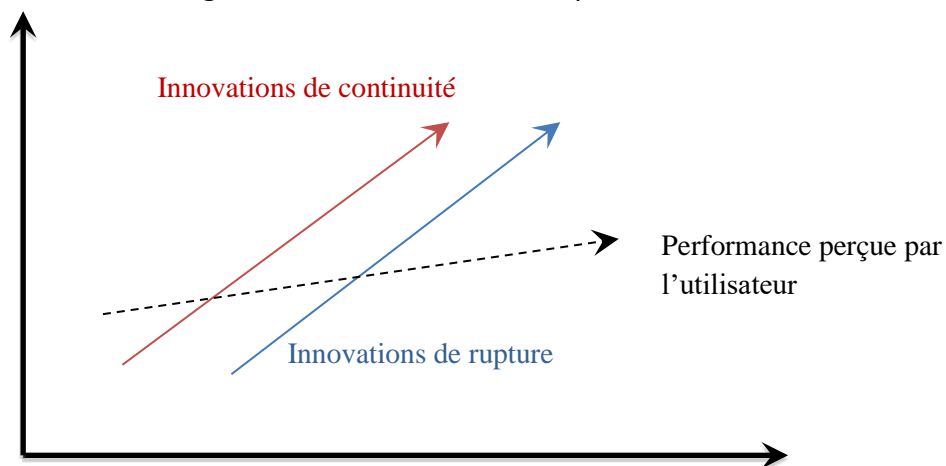 Innovations de continuité
Performance perçue par
l’utilisateur
Innovations de rupture